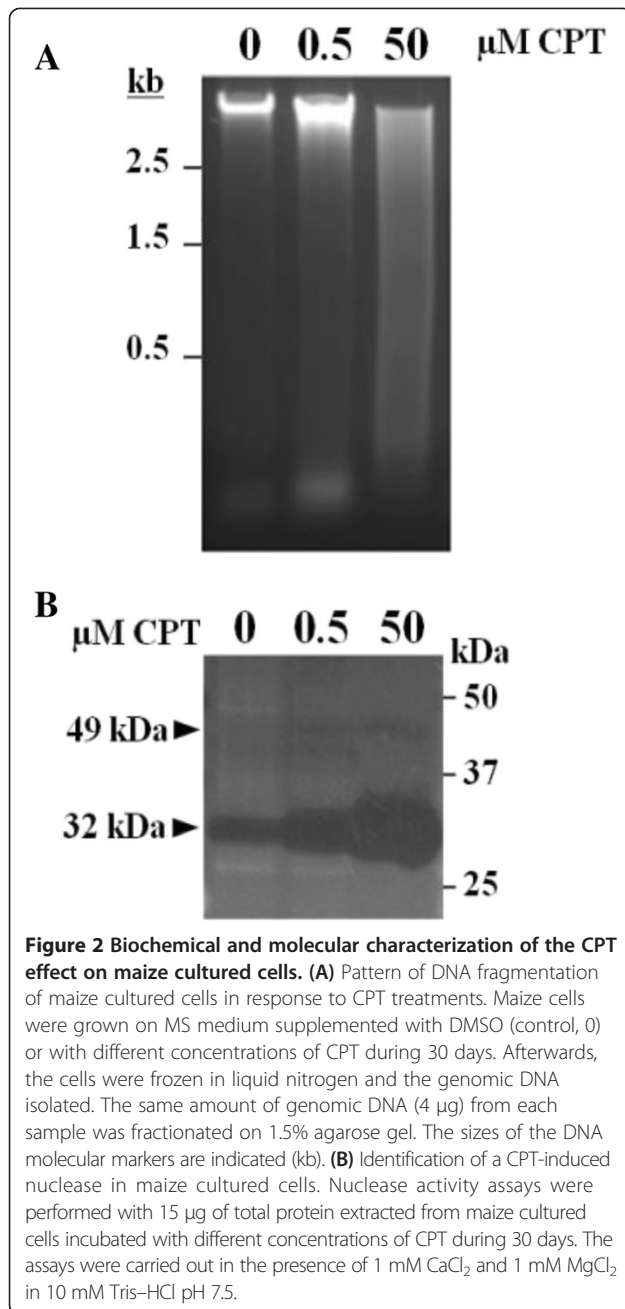 A
0 0.5 50 μM CPT
kb
2.5
1.5
0.5
B
μM CPT 0 0.5 50 kDa
50
49 kDa
37
32 kDa
25
Figure 2 Biochemical and molecular characterization of the CPT
effect on maize cultured cells. (A) Pattern of DNA fragmentation
of maize cultured cells in response to CPT treatments. Maize cells
were grown on MS medium supplemented with DMSO (control, 0)
or with different concentrations of CPT during 30 days. Afterwards,
the cells were frozen in liquid nitrogen and the genomic DNA
isolated. The same amount of genomic DNA (4 μg) from each
sample was fractionated on 1.5% agarose gel. The sizes of the DNA
molecular markers are indicated (kb). (B) Identification of a CPT-induced
nuclease in maize cultured cells. Nuclease activity assays were
performed with 15 μg of total protein extracted from maize cultured
cells incubated with different concentrations of CPT during 30 days. The
assays were carried out in the presence of 1 mM CaCl₂ and 1 mM MgCl₂
in 10 mM Tris–HCl pH 7.5.